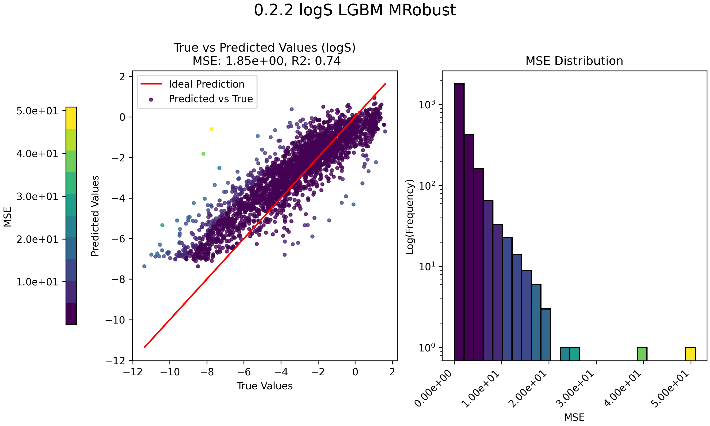 0.2.2 logS LGBM MRobust
True vs Predicted Values (logS)
MSE: 1.85e+00, R2: 0.74
Ideal Prediction
Predicted vs True
MSE
5.0e+01
4.0e+01
3.0e+01
2.0e+01
1.0e+01
Predicted Values
2
0
−2
−4
−6
−8
−10
−12
−12 −10 −8 −6 −4 −2 0 2
True Values
MSE Distribution
Log(Frequency)
10³
10²
10¹
10⁰
0.00e+00 1.00e+01 2.00e+01 3.00e+01 4.00e+01 5.00e+01
MSE